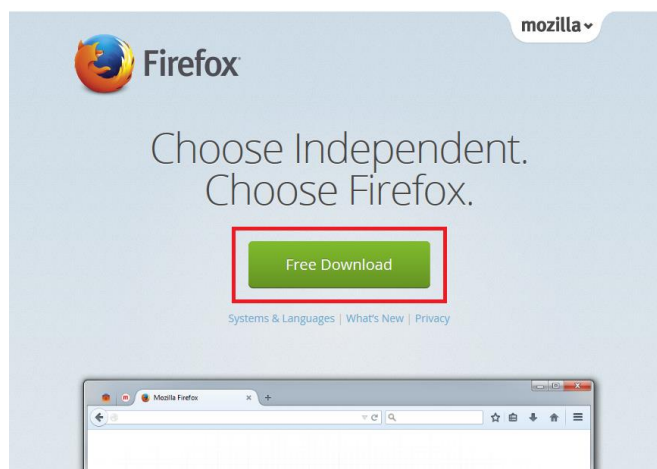 mozilla
Firefox
Choose Independent.
Choose Firefox.
Free Download
Systems & Languages | What's New | Privacy
Mozilla Firefox